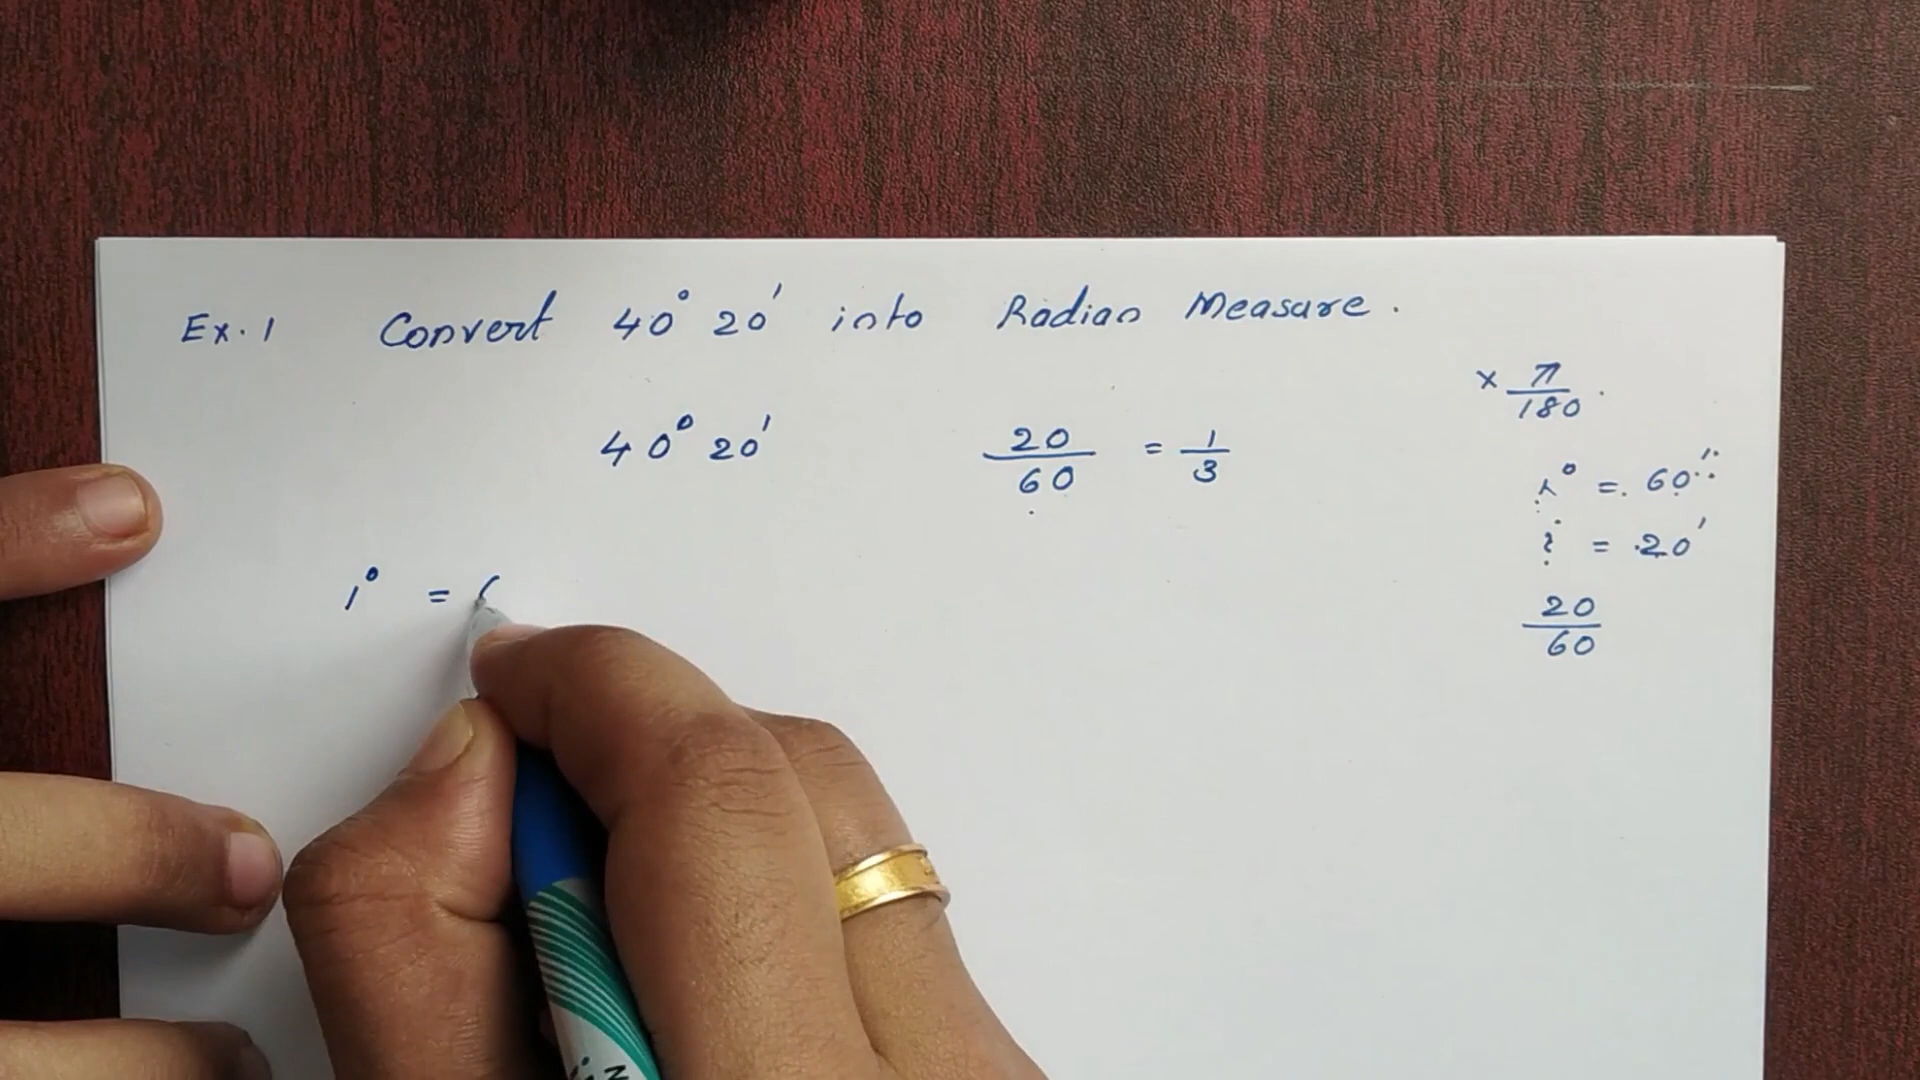 Ex. 1 Convert 40° 20' into Radian Measure.
× π/180
40° 20' 20/60 = 1/3
1° = 60'
? = 20'
1° =
20/60